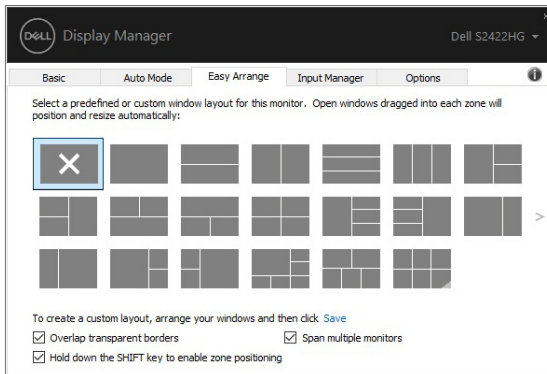 DELL Display Manager
Dell S2422HG
Basic Auto Mode Easy Arrange Input Manager Options
Select a predefined or custom window layout for this monitor. Open windows dragged into each zone will
position and resize automatically:
To create a custom layout, arrange your windows and then click Save
Overlap transparent borders Span multiple monitors
Hold down the SHIFT key to enable zone positioning